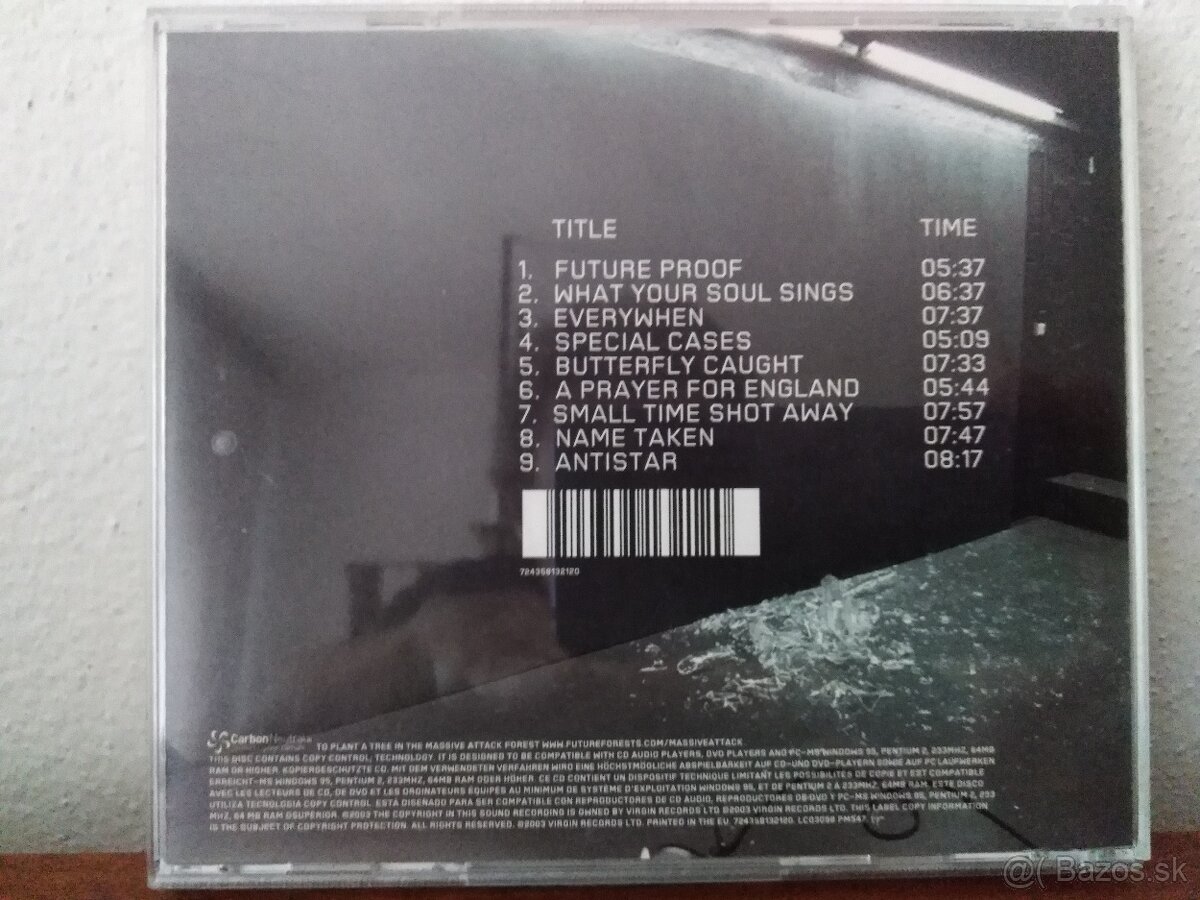 TITLE TIME
1. FUTURE PROOF 05:37
2. WHAT YOUR SOUL SINGS 06:37
3. EVERYWHEN 07:37
4. SPECIAL CASES 05:09
5. BUTTERFLY CAUGHT 07:33
6. A PRAYER FOR ENGLAND 05:44
7. SMALL TIME SHOT AWAY 07:57
8. NAME TAKEN 07:47
9. ANTISTAR 08:17
724358132120
CarbonNeutral TO PLANT A TREE IN THE MASSIVE ATTACK FOREST WWW.FUTUREFORESTS.COM/MASSIVEATTACK
THIS DISC CONTAINS COPY CONTROL TECHNOLOGY. IT IS DESIGNED TO BE COMPATIBLE WITH CD AUDIO PLAYERS, DVD PLAYERS AND PC-MS WINDOWS 95, PENTIUM 2, 233MHZ, 64MB
RAM OR HIGHER. KOPIERGESCHÜTZTE CD. MIT DEM VERWENDETEN VERFAHREN WIRD EINE HÖCHSTMÖGLICHE ABSPIELBARKEIT AUF CD-UND DVD-PLAYERN SOWIE AUF PC LAUFWERKEN
ERREICHT-MS WINDOWS 95, PENTIUM 2, 233MHZ, 64MB RAM ODER HÖHER. CE CD CONTIENT UN DISPOSITIF TECHNIQUE LIMITANT LES POSSIBILITÉS DE COPIE ET EST COMPATIBLE
AVEC LES LECTEURS DE CD, DE DVD ET LES ORDINATEURS ÉQUIPÉS AU MINIMUM DE SYSTÈME D'EXPLOITATION WINDOWS 95, ET DE PENTIUM 2 À 233MHZ, 64MB RAM. ESTE DISCO
UTILIZA TECNOLOGIA COPY CONTROL. ESTÁ DISEÑADO PARA SER COMPATIBLE CON REPRODUCTORES DE CD AUDIO, REPRODUCTORES DE DVD Y PC-MS WINDOWS 95, PENTIUM 2, 233
MHZ, 64 MB RAM O SUPERIOR. ℗2003 THE COPYRIGHT IN THIS SOUND RECORDING IS OWNED BY VIRGIN RECORDS LTD ©2003 VIRGIN RECORDS LTD. THIS LABEL COPY INFORMATION
IS THE SUBJECT OF COPYRIGHT PROTECTION. ALL RIGHTS RESERVED. ©2003 VIRGIN RECORDS LTD. PRINTED IN THE EU. 724358132120. LC03098 PM547
Bazos.sk